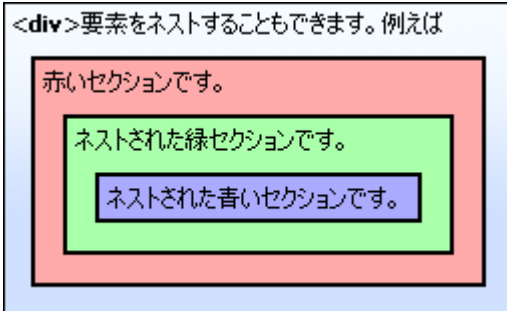 <div>要素をネストすることもできます。例えば
赤いセクションです。
ネストされた緑セクションです。
ネストされた青いセクションです。